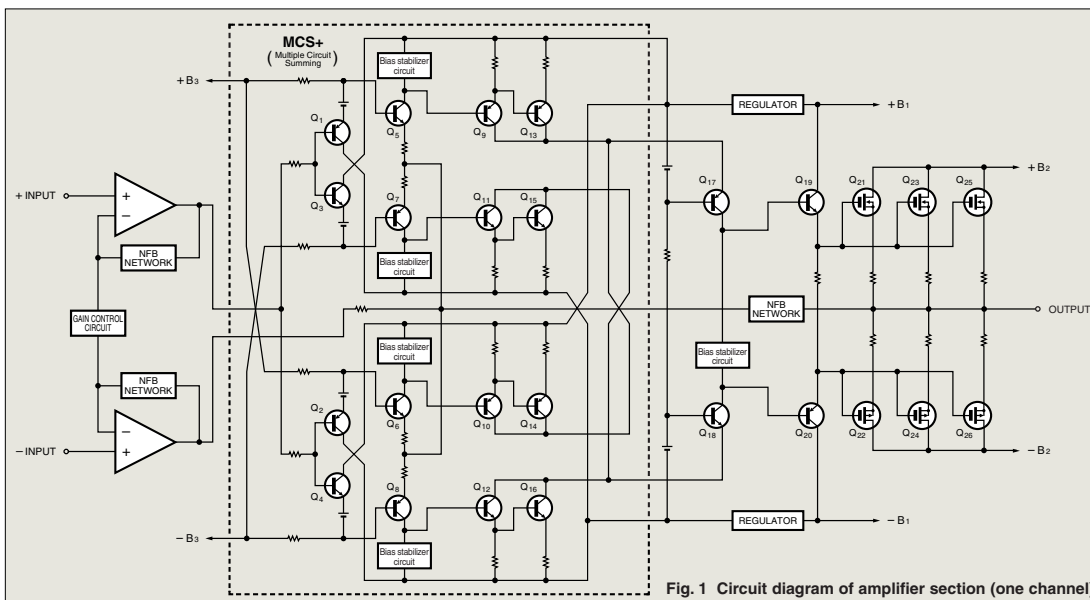 MCS+
( Multiple Circuit
Summing )
Bias stabilizer
circuit
+ B3
REGULATOR
+ B1
Q1
Q5
Q9
Q13
+ B2
Q17
Q19
Q21
Q23
Q25
+ INPUT
+
−
Q3
Q7
Q11
Q15
NFB
NETWORK
Bias stabilizer
circuit
GAIN CONTROL
CIRCUIT
NFB
NETWORK
OUTPUT
Bias stabilizer
circuit
Bias stabilizer
circuit
NFB
NETWORK
Q2
Q6
Q10
Q14
−
+
− INPUT
Q18
Q20
Q22
Q24
Q26
− B2
Q4
Q8
Q12
Q16
− B3
REGULATOR
− B1
Bias stabilizer
circuit
Fig. 1 Circuit diagram of amplifier section (one channel